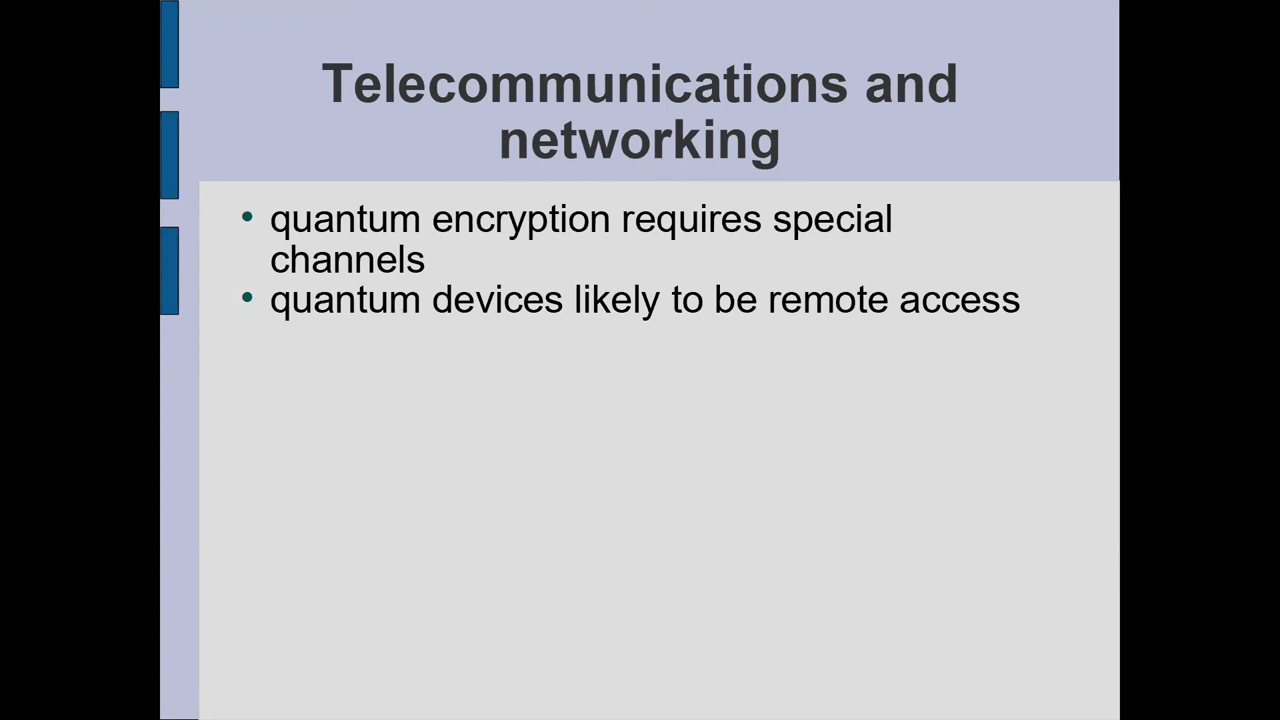 Telecommunications and
networking
• quantum encryption requires special
channels
• quantum devices likely to be remote access